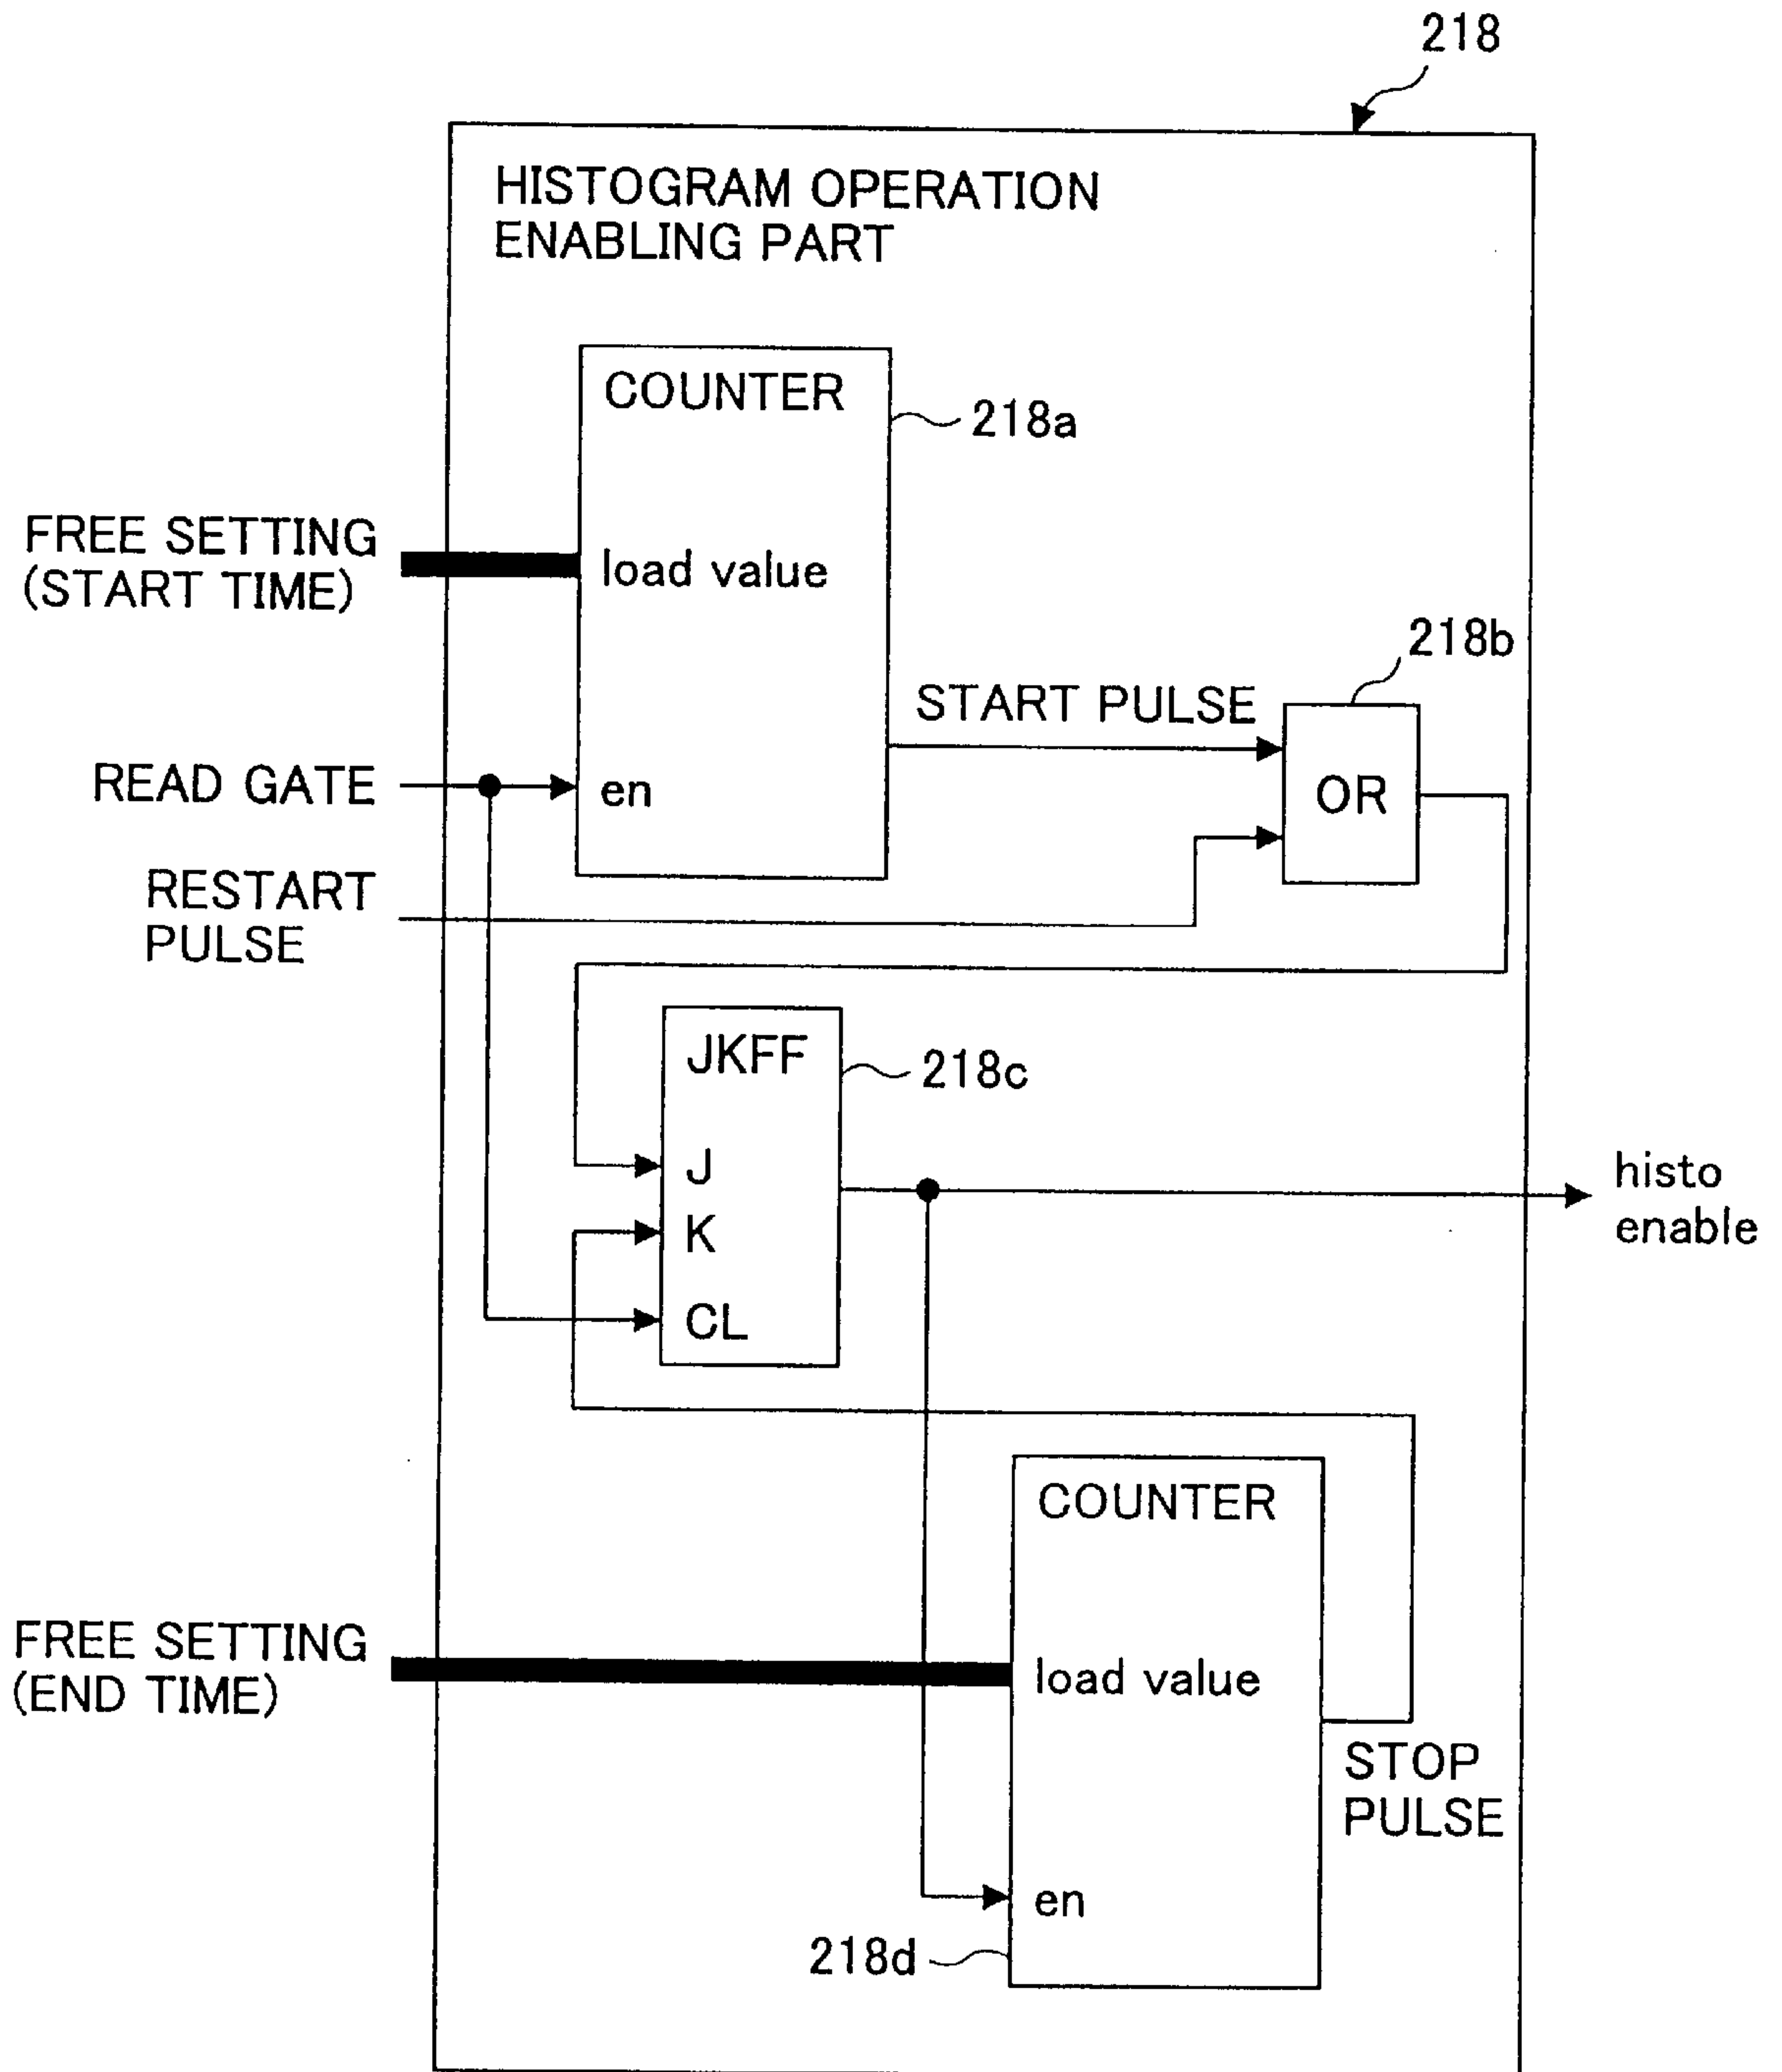 218
HISTOGRAM OPERATION
ENABLING PART
COUNTER
218a
FREE SETTING
(START TIME)
load value
218b
START PULSE
READ GATE
en
OR
RESTART
PULSE
JKFF
218c
J
K
CL
histo
enable
COUNTER
FREE SETTING
(END TIME)
load value
STOP
PULSE
en
218d